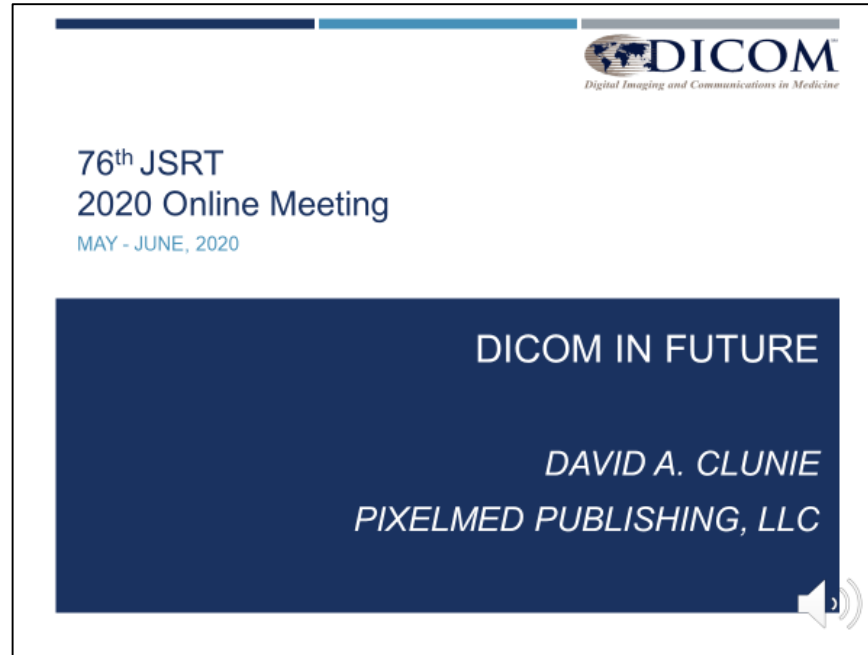 DICOM
Digital Imaging and Communications in Medicine
76th JSRT
2020 Online Meeting
MAY - JUNE, 2020
DICOM IN FUTURE
DAVID A. CLUNIE
PIXELMED PUBLISHING, LLC